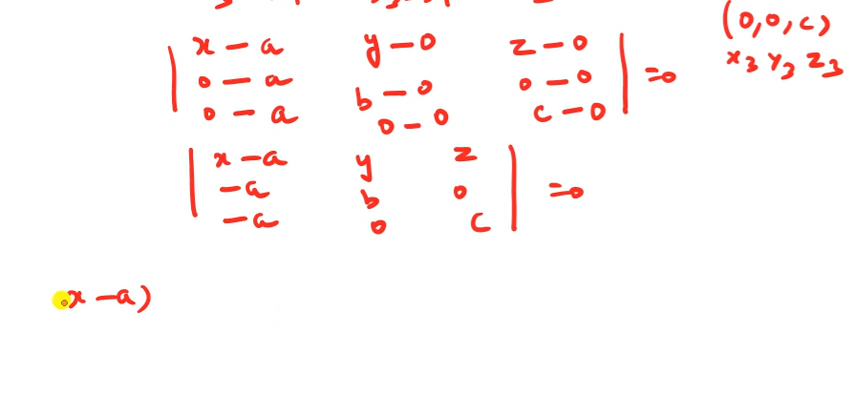 (0,0,c)
x₃ y₃ z₃
| x-a y-0 z-0 |
| 0-a b-0 0-0 | =0
| 0-a 0-0 c-0 |
| x-a y z |
| -a b 0 | =0
| -a 0 c |
x-a)